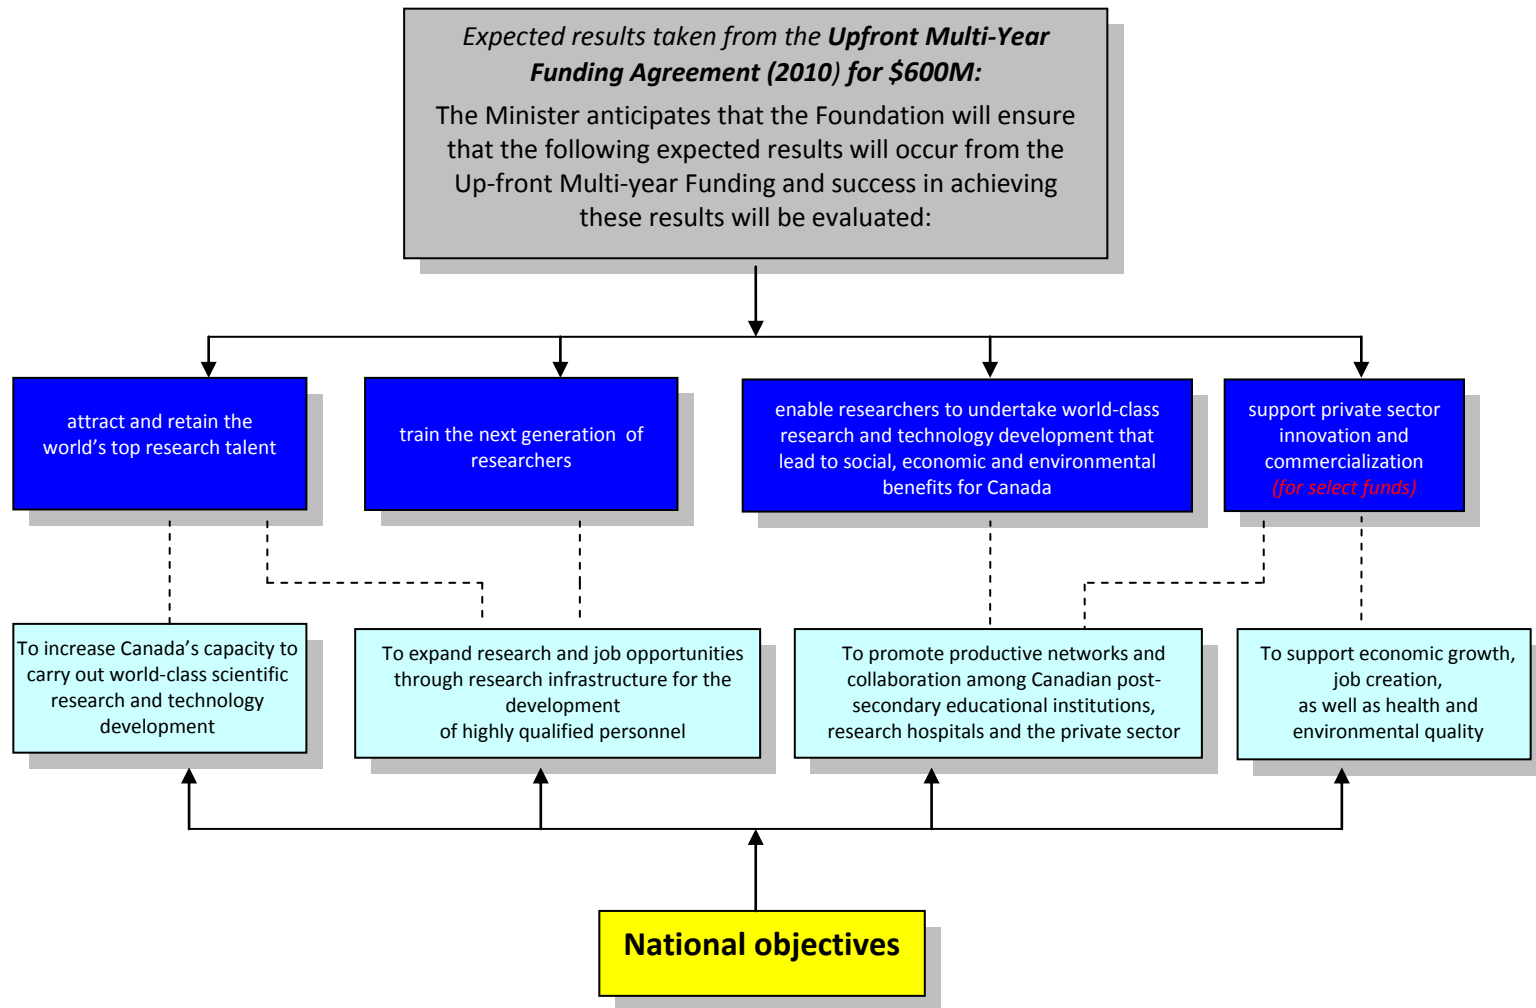 Expected results taken from the Upfront Multi-Year
Funding Agreement (2010) for $600M:
The Minister anticipates that the Foundation will ensure
that the following expected results will occur from the
Up-front Multi-year Funding and success in achieving
these results will be evaluated:
attract and retain the
world's top research talent
train the next generation of
researchers
enable researchers to undertake world-class
research and technology development that
lead to social, economic and environmental
benefits for Canada
support private sector
innovation and
commercialization
(for select funds)
To increase Canada's capacity to
carry out world-class scientific
research and technology
development
To expand research and job opportunities
through research infrastructure for the
development
of highly qualified personnel
To promote productive networks and
collaboration among Canadian post-
secondary educational institutions,
research hospitals and the private sector
To support economic growth,
job creation,
as well as health and
environmental quality
National objectives